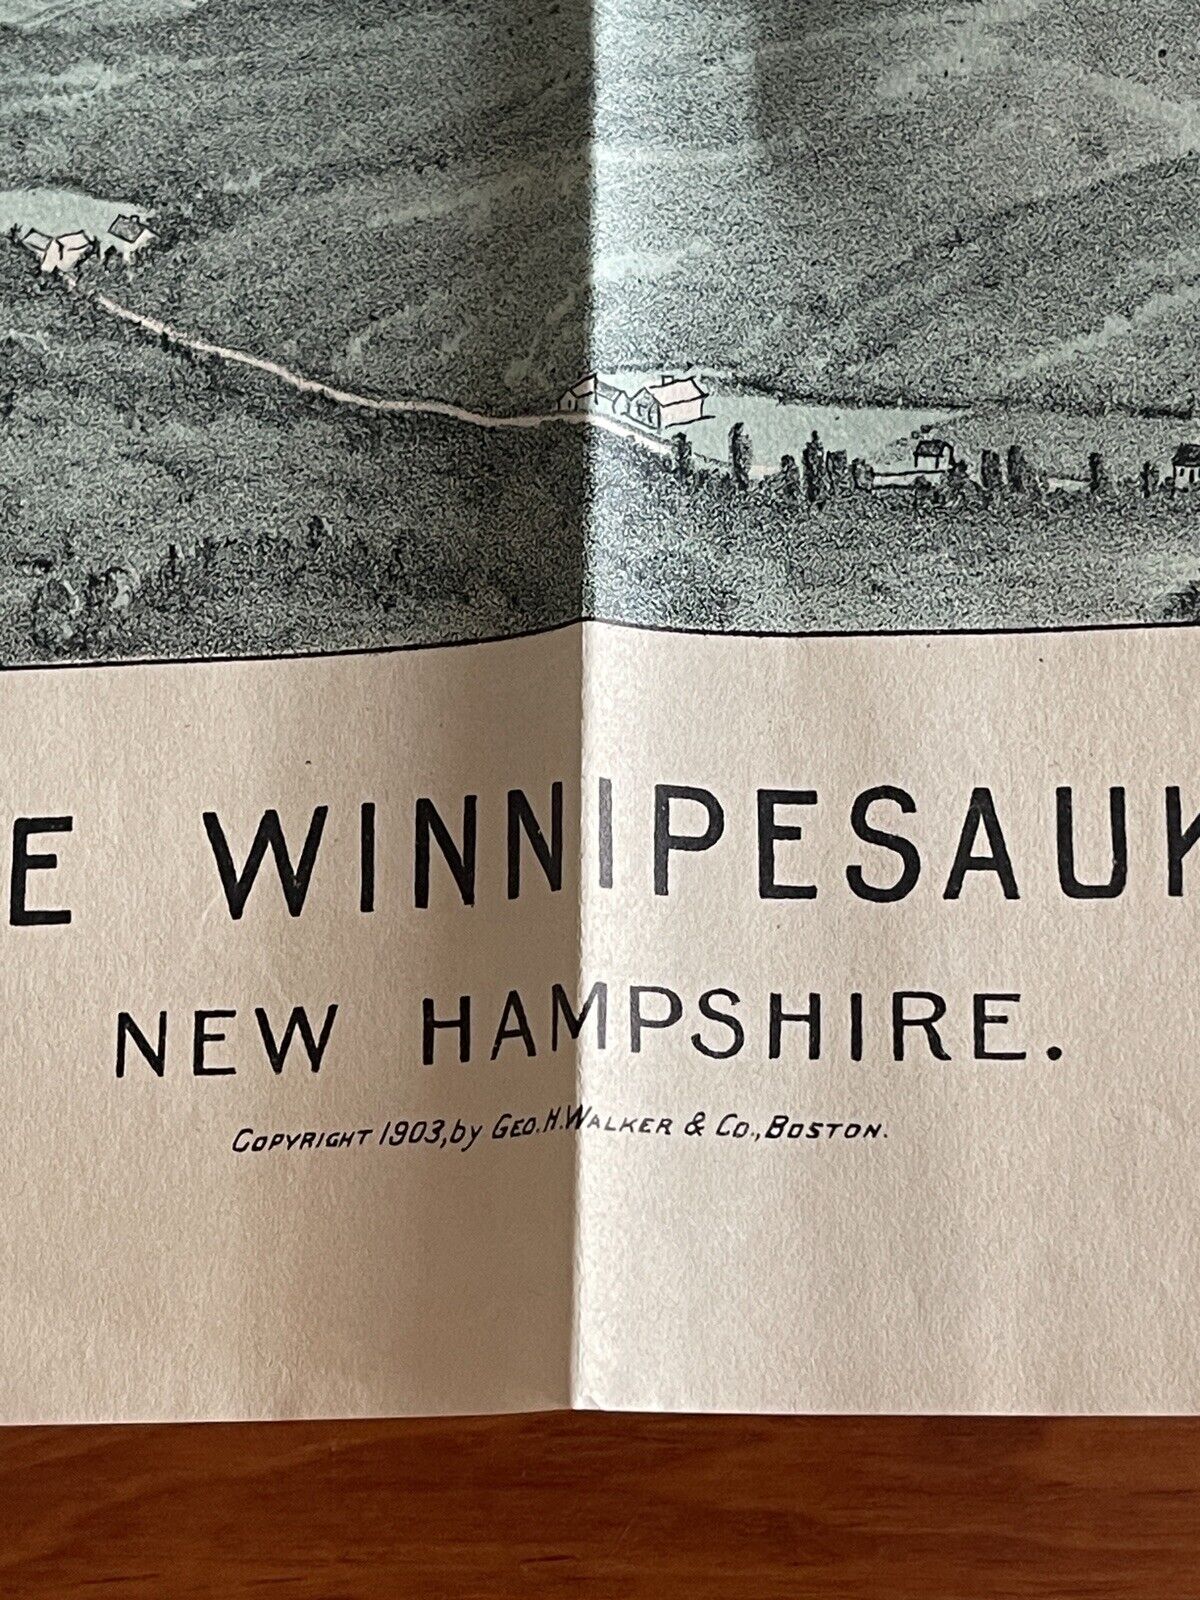 E WINNIPESAUK
NEW HAMPSHIRE.
COPYRIGHT 1903, by GEO. H. WALKER & CO., BOSTON.